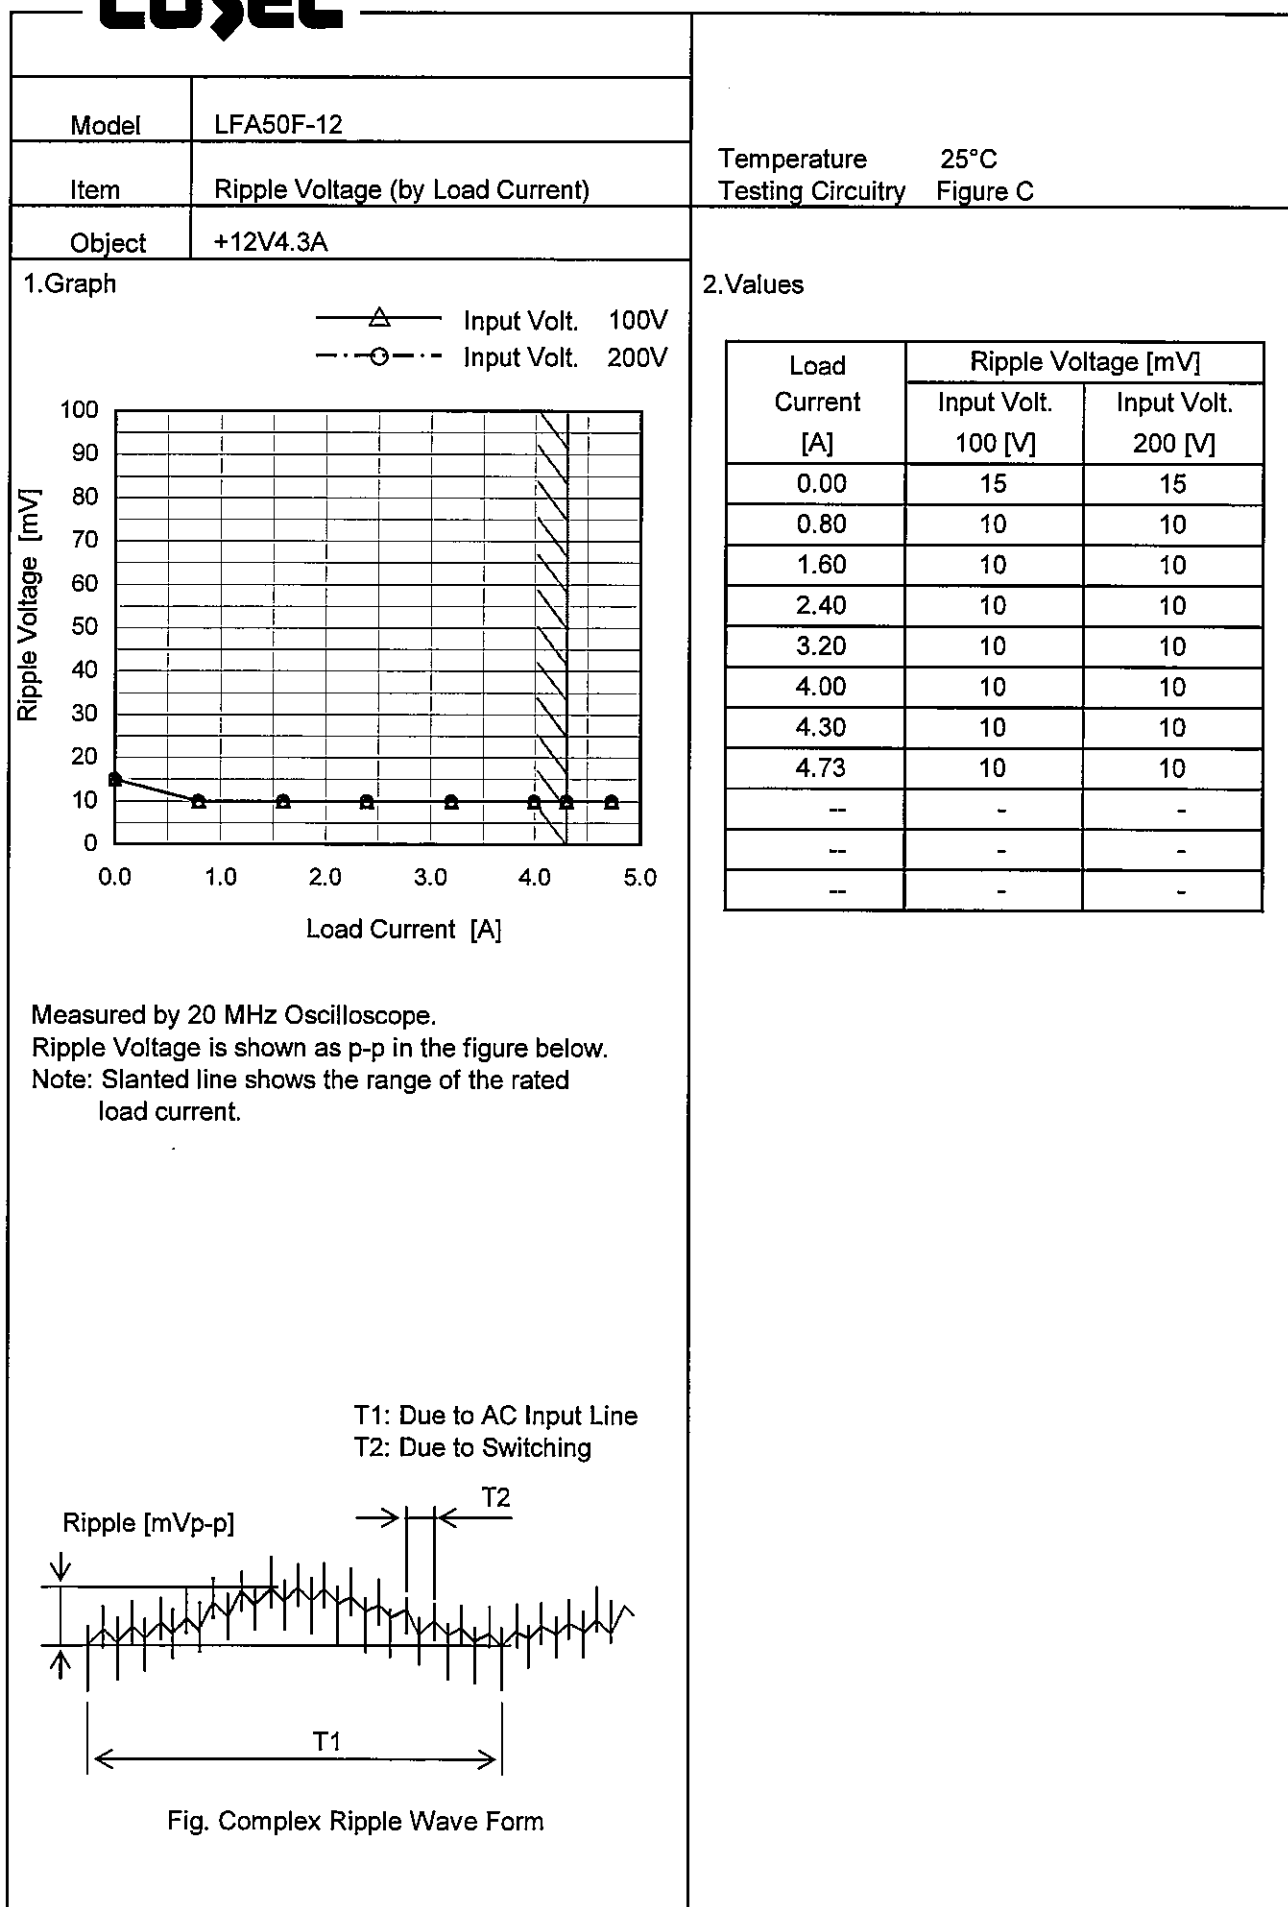 COSEL
Model LFA50F-12
Item Ripple Voltage (by Load Current)
Object +12V4.3A
Temperature 25°C
Testing Circuitry Figure C
1.Graph
Input Volt. 100V
Input Volt. 200V
Ripple Voltage [mV]
100
90
80
70
60
50
40
30
20
10
0
0.0 1.0 2.0 3.0 4.0 5.0
Load Current [A]
Measured by 20 MHz Oscilloscope.
Ripple Voltage is shown as p-p in the figure below.
Note: Slanted line shows the range of the rated
load current.
T1: Due to AC Input Line
T2: Due to Switching
T2
Ripple [mVp-p]
T1
Fig. Complex Ripple Wave Form
2.Values
Load Ripple Voltage [mV]
Current Input Volt. Input Volt.
[A] 100 [V] 200 [V]
0.00 15 15
0.80 10 10
1.60 10 10
2.40 10 10
3.20 10 10
4.00 10 10
4.30 10 10
4.73 10 10
-- - -
-- - -
-- - -